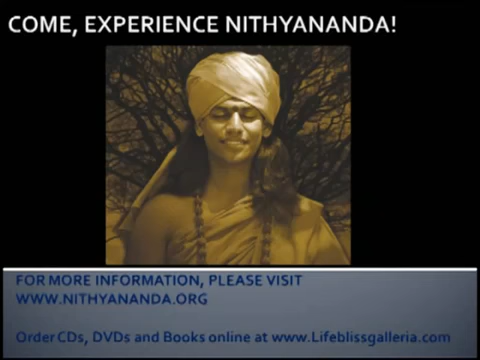 COME, EXPERIENCE NITHYANANDA!
FOR MORE INFORMATION, PLEASE VISIT
WWW.NITHYANANDA.ORG
Order CDs, DVDs and Books online at www.Lifeblissgalleria.com